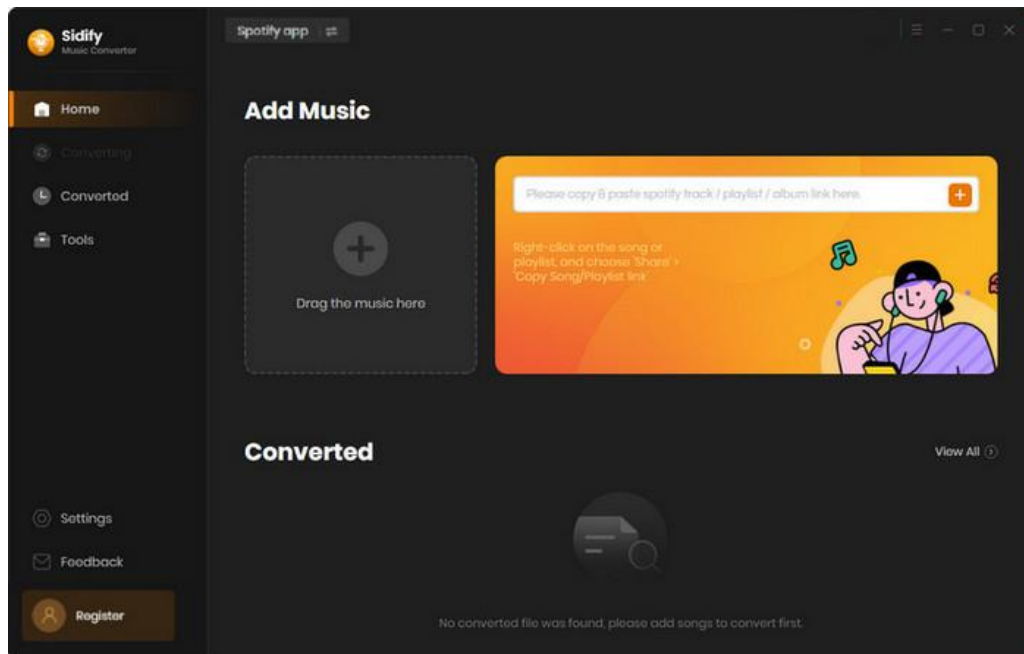 Sidify
Music Converter
Spotify app
Home
Converting
Converted
Tools
Settings
Feedback
Register
Add Music
Drag the music here
Please copy & paste spotify track / playlist / album link here.
Right-click on the song or
playlist, and choose 'Share' >
'Copy Song/Playlist link'
Converted
View All
No converted file was found, please add songs to convert first.